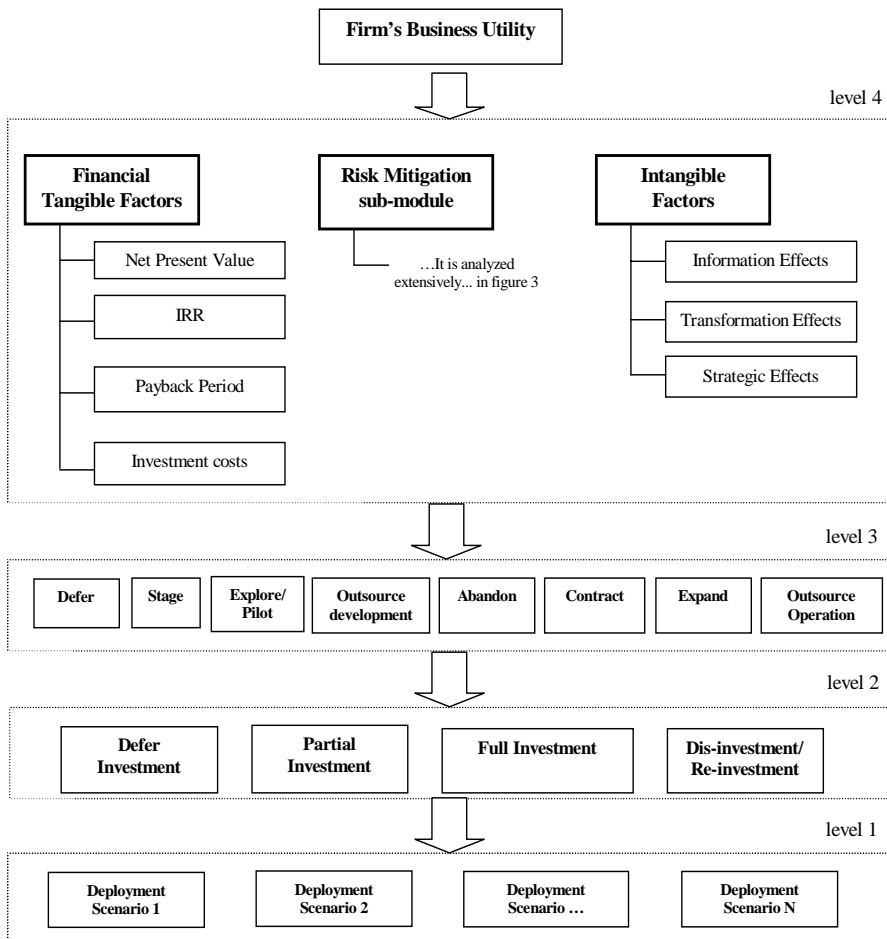 Firm's Business Utility
level 4
Financial
Tangible Factors
Risk Mitigation
sub-module
Intangible
Factors
Net Present Value
…It is analyzed
extensively... in figure 3
Information Effects
IRR
Transformation Effects
Payback Period
Strategic Effects
Investment costs
level 3
Defer
Stage
Explore/
Pilot
Outsource
development
Abandon
Contract
Expand
Outsource
Operation
level 2
Defer
Investment
Partial
Investment
Full Investment
Dis-investment/
Re-investment
level 1
Deployment
Scenario 1
Deployment
Scenario 2
Deployment
Scenario …
Deployment
Scenario N